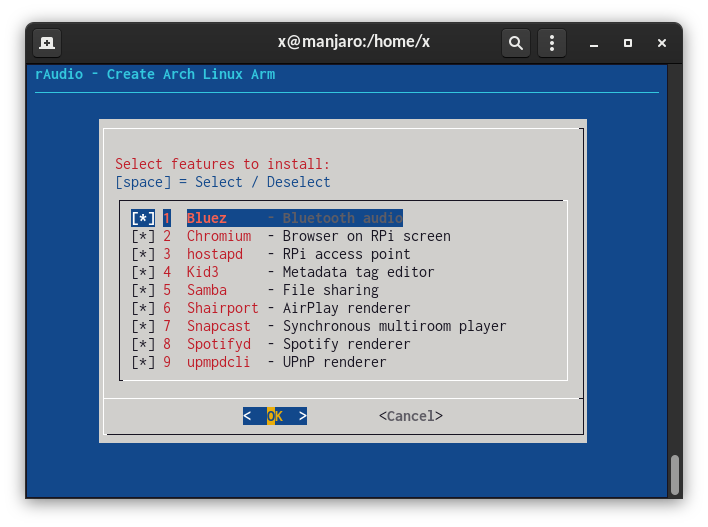 x@manjaro:/home/x
rAudio - Create Arch Linux Arm
Select features to install:
[space] = Select / Deselect
[*] 1 Bluez - Bluetooth audio
[*] 2 Chromium - Browser on RPi screen
[*] 3 hostapd - RPi access point
[*] 4 Kid3 - Metadata tag editor
[*] 5 Samba - File sharing
[*] 6 Shairport - AirPlay renderer
[*] 7 Snapcast - Synchronous multiroom player
[*] 8 Spotifyd - Spotify renderer
[*] 9 upmpdcli - UPnP renderer
< OK > <Cancel>